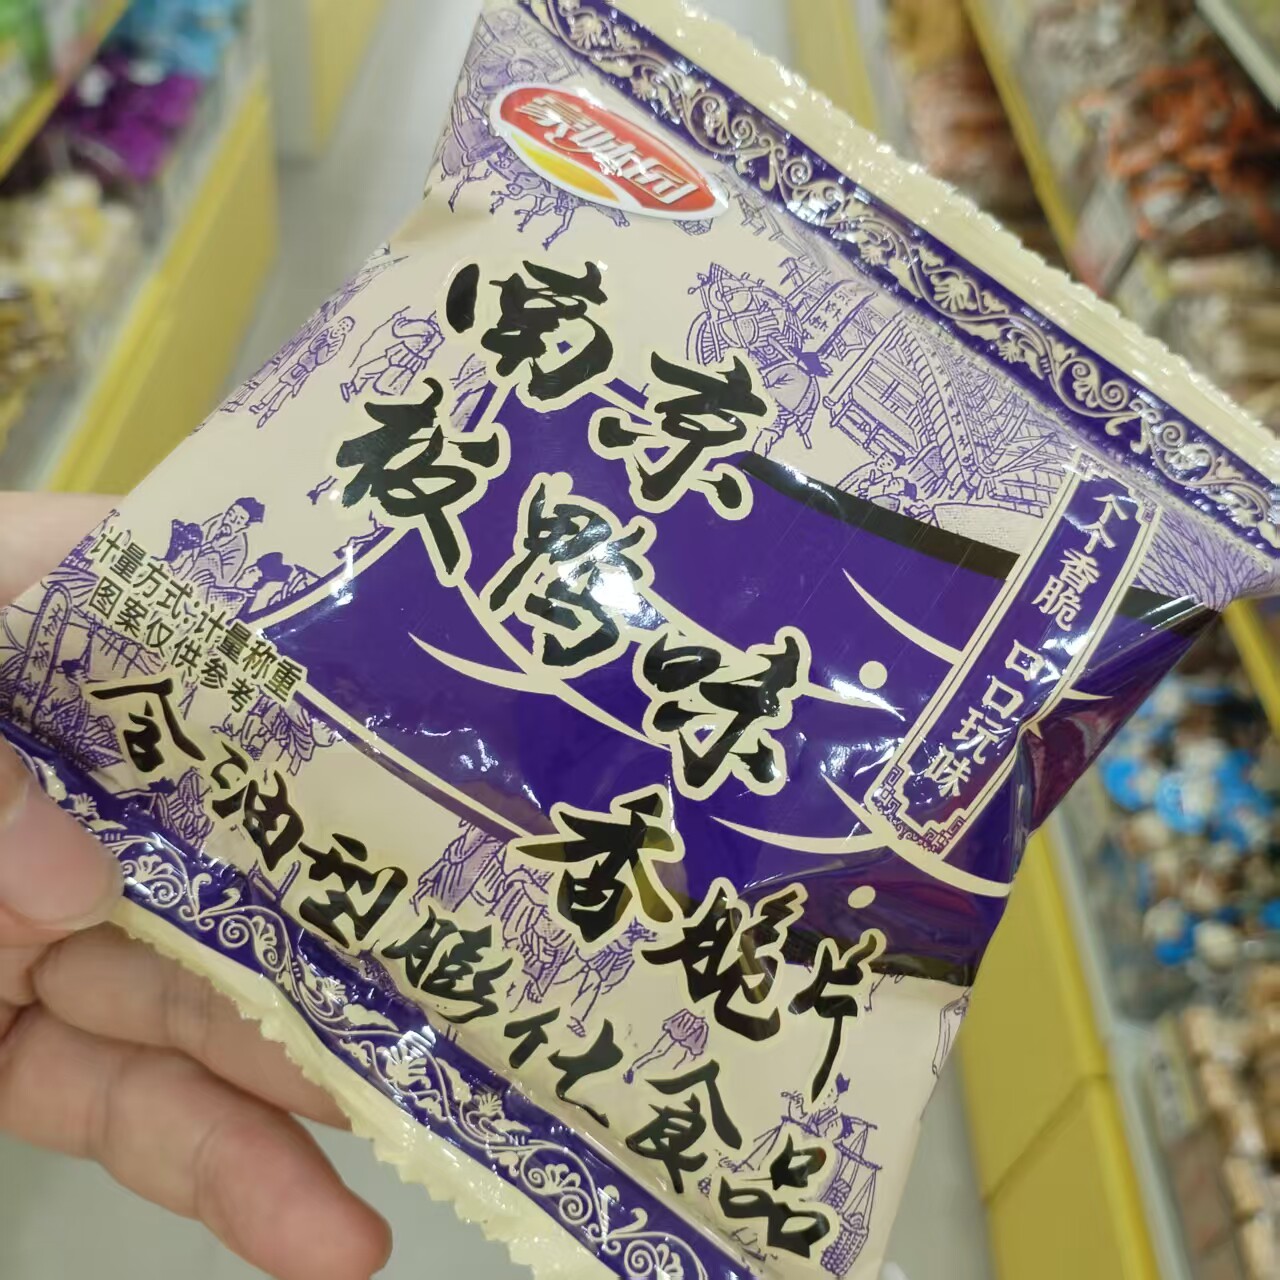 南京
板鸭味
香脆片
个个香脆 口口玩味
计量方式:计量称重
图案仅供参考
含油型膨化食品